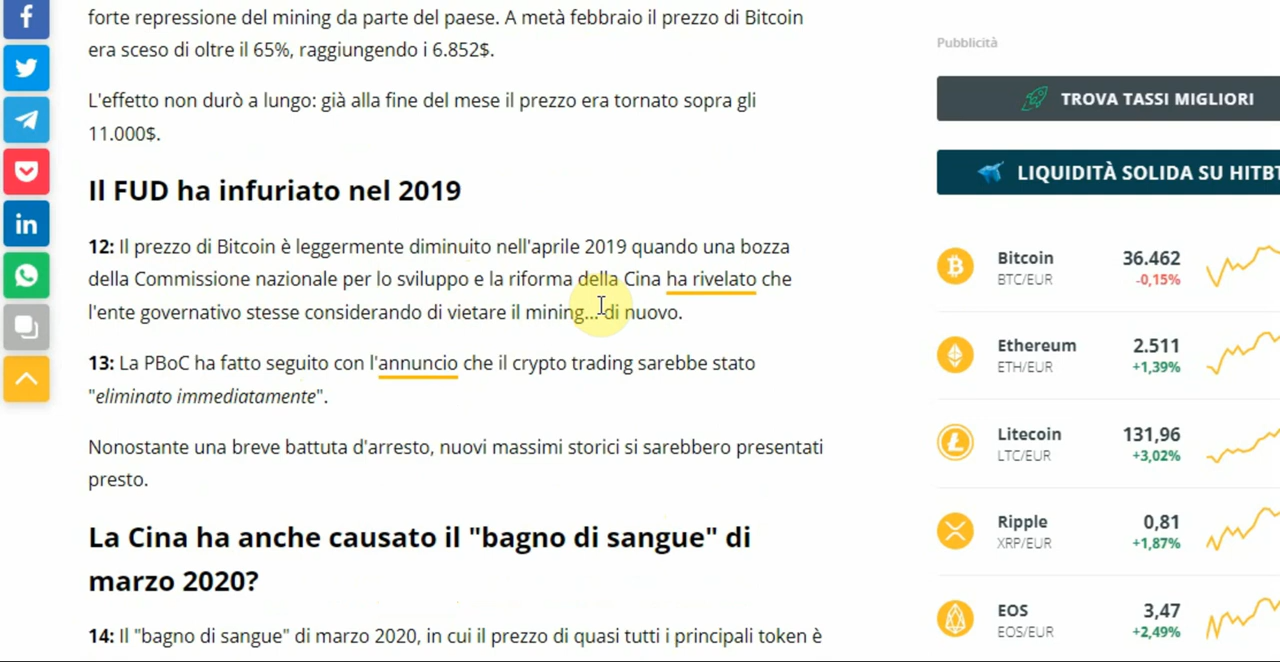 forte repressione del mining da parte del paese. A metà febbraio il prezzo di Bitcoin
era sceso di oltre il 65%, raggiungendo i 6.852$.
L'effetto non durò a lungo: già alla fine del mese il prezzo era tornato sopra gli
11.000$.
Il FUD ha infuriato nel 2019
12: Il prezzo di Bitcoin è leggermente diminuito nell'aprile 2019 quando una bozza
della Commissione nazionale per lo sviluppo e la riforma della Cina ha rivelato che
l'ente governativo stesse considerando di vietare il mining... di nuovo.
13: La PBoC ha fatto seguito con l'annuncio che il crypto trading sarebbe stato
"eliminato immediatamente".
Nonostante una breve battuta d'arresto, nuovi massimi storici si sarebbero presentati
presto.
La Cina ha anche causato il "bagno di sangue" di
marzo 2020?
14: Il "bagno di sangue" di marzo 2020, in cui il prezzo di quasi tutti i principali token è
Pubblicità
TROVA TASSI MIGLIORI
LIQUIDITÀ SOLIDA SU HITBT
Bitcoin 36.462
BTC/EUR -0,15%
Ethereum 2.511
ETH/EUR +1,39%
Litecoin 131,96
LTC/EUR +3,02%
Ripple 0,81
XRP/EUR +1,87%
EOS 3,47
EOS/EUR +2,49%